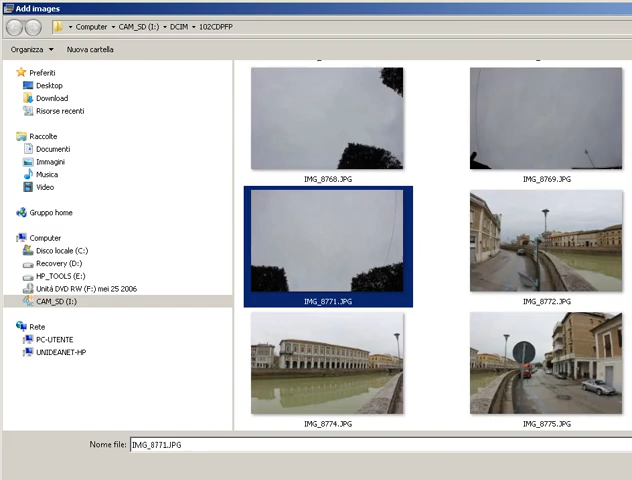 Add images
Computer CAM_SD (I:) DCIM 102CDPFP
Organizza Nuova cartella
Preferiti
Desktop
Download
Risorse recenti
Raccolte
Documenti
Immagini
Musica
Video
Gruppo home
Computer
Disco locale (C:)
Recovery (D:)
HP_TOOLS (E:)
Unità DVD RW (F:) mei 25 2006
CAM_SD (I:)
Rete
PC-UTENTE
UNIDEANET-HP
IMG_8768.JPG
IMG_8769.JPG
IMG_8771.JPG
IMG_8772.JPG
IMG_8774.JPG
IMG_8775.JPG
Nome file: IMG_8771.JPG